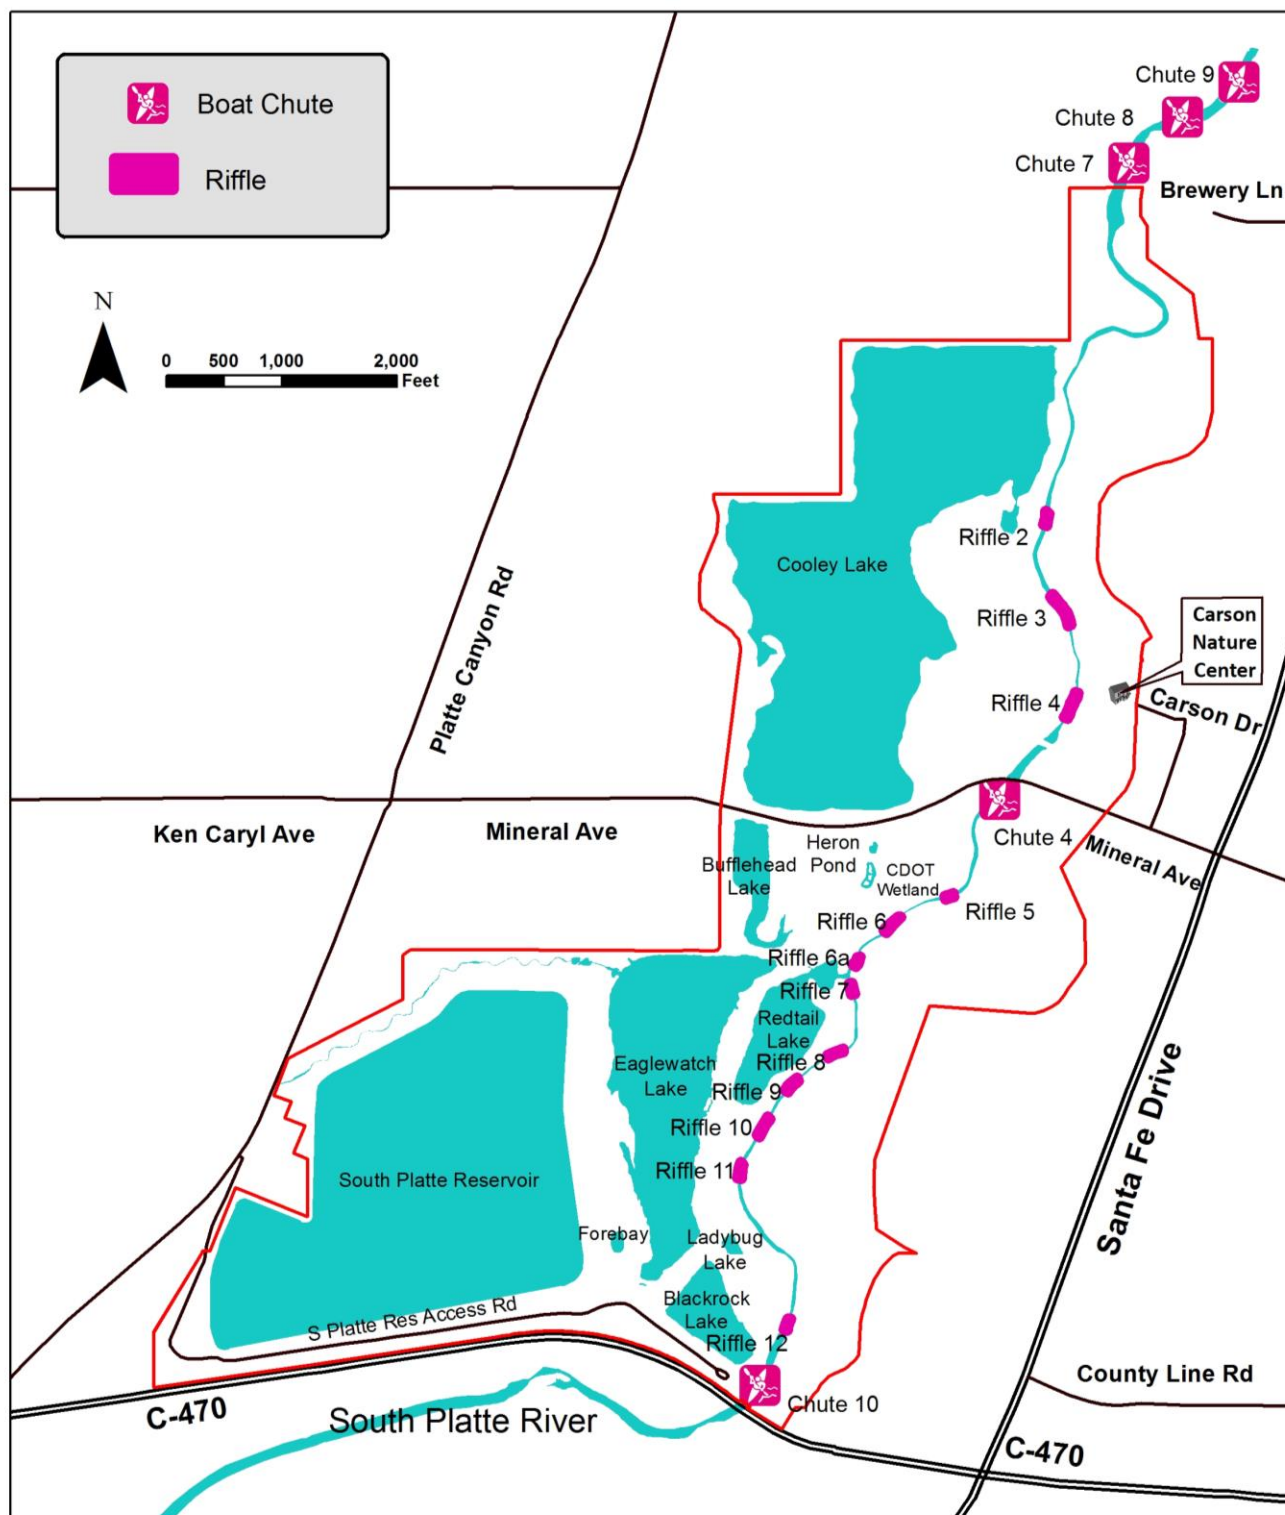 Boat Chute
Riffle
N
0 500 1,000 2,000
Feet
Chute 9
Chute 8
Chute 7
Brewery Ln
Platte Canyon Rd
Cooley Lake
Riffle 2
Riffle 3
Carson
Nature
Center
Riffle 4
Carson Dr
Ken Caryl Ave
Mineral Ave
Chute 4
Mineral Ave
Bufflehead
Lake
Heron
Pond
CDOT
Wetland
Riffle 5
Riffle 6
Riffle 6a
Riffle 7
Redtail
Lake
Riffle 8
Eaglewatch
Lake
Riffle 9
Riffle 10
Riffle 11
South Platte Reservoir
Forebay
Ladybug
Lake
Blackrock
Lake
Riffle 12
S Platte Res Access Rd
Santa Fe Drive
County Line Rd
Chute 10
C-470
South Platte River
C-470